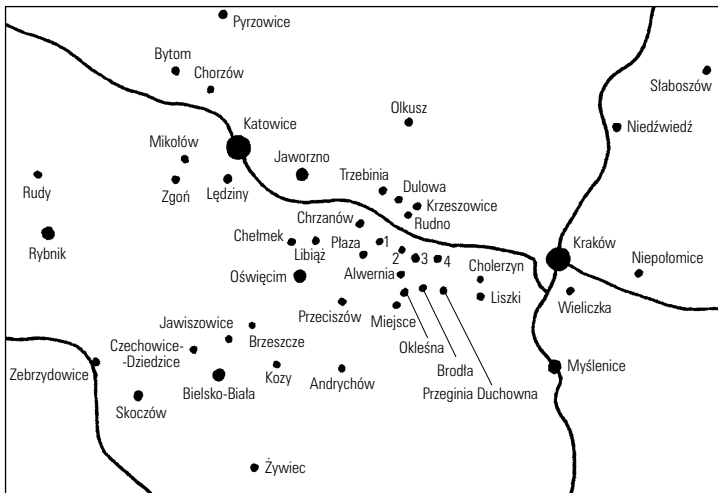 Pyrzowice
Bytom
Chorzów
Słaboszów
Olkusz
Niedźwiedź
Katowice
Mikołów
Jaworzno
Trzebinia
Dulowa
Rudy
Zgoń
Lędziny
Krzeszowice
Rudno
Chrzanów
Rybnik
Chełmek
Libiąż
Płaza
1
2
3
4
Kraków
Niepołomice
Cholerzyn
Oświęcim
Alwernia
Liszki
Wieliczka
Przeciszów
Miejsce
Jawiszowice
Brzeszcze
Okleśna
Czechowice-
-Dziedzice
Zebrzydowice
Kozy
Andrychów
Brodła
Myślenice
Bielsko-Biała
Przeginia Duchowna
Skoczów
Żywiec